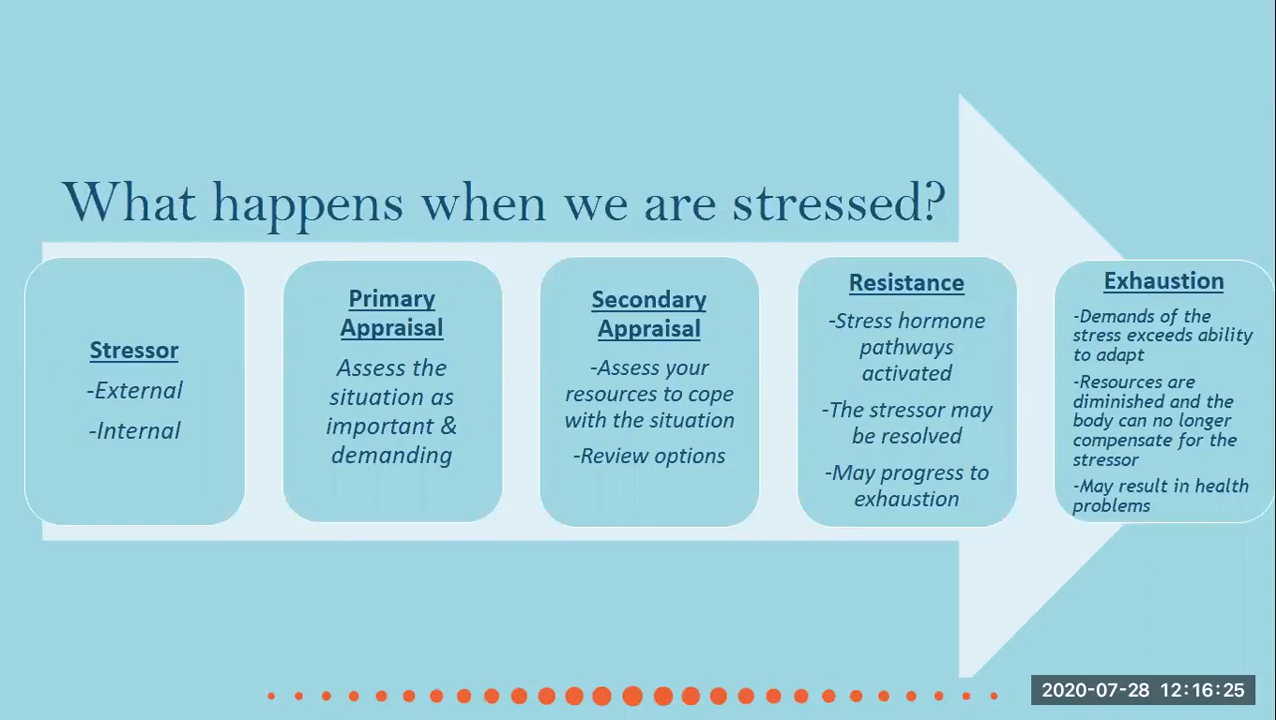 What happens when we are stressed?
Stressor
-External
-Internal
Primary
Appraisal
Assess the
situation as
important &
demanding
Secondary
Appraisal
-Assess your
resources to cope
with the situation
-Review options
Resistance
-Stress hormone
pathways
activated
-The stressor may
be resolved
-May progress to
exhaustion
Exhaustion
-Demands of the
stress exceeds ability
to adapt
-Resources are
diminished and the
body can no longer
compensate for the
stressor
-May result in health
problems
2020-07-28 12:16:25